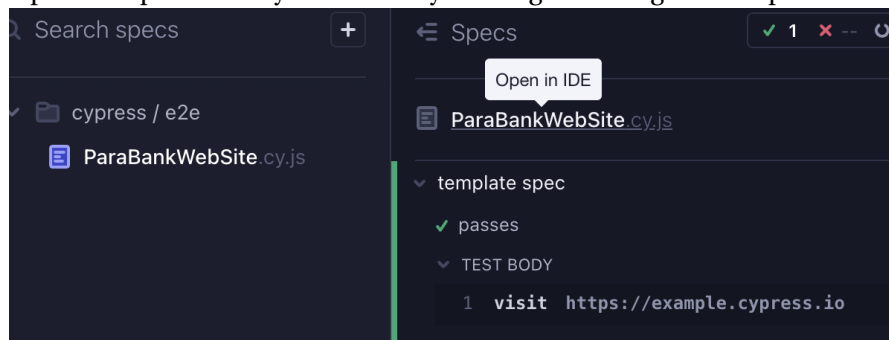 Search specs
+
Specs
1 --
Open in IDE
cypress / e2e
ParaBankWebSite.cy.js
ParaBankWebSite.cy.js
template spec
passes
TEST BODY
1 visit https://example.cypress.io